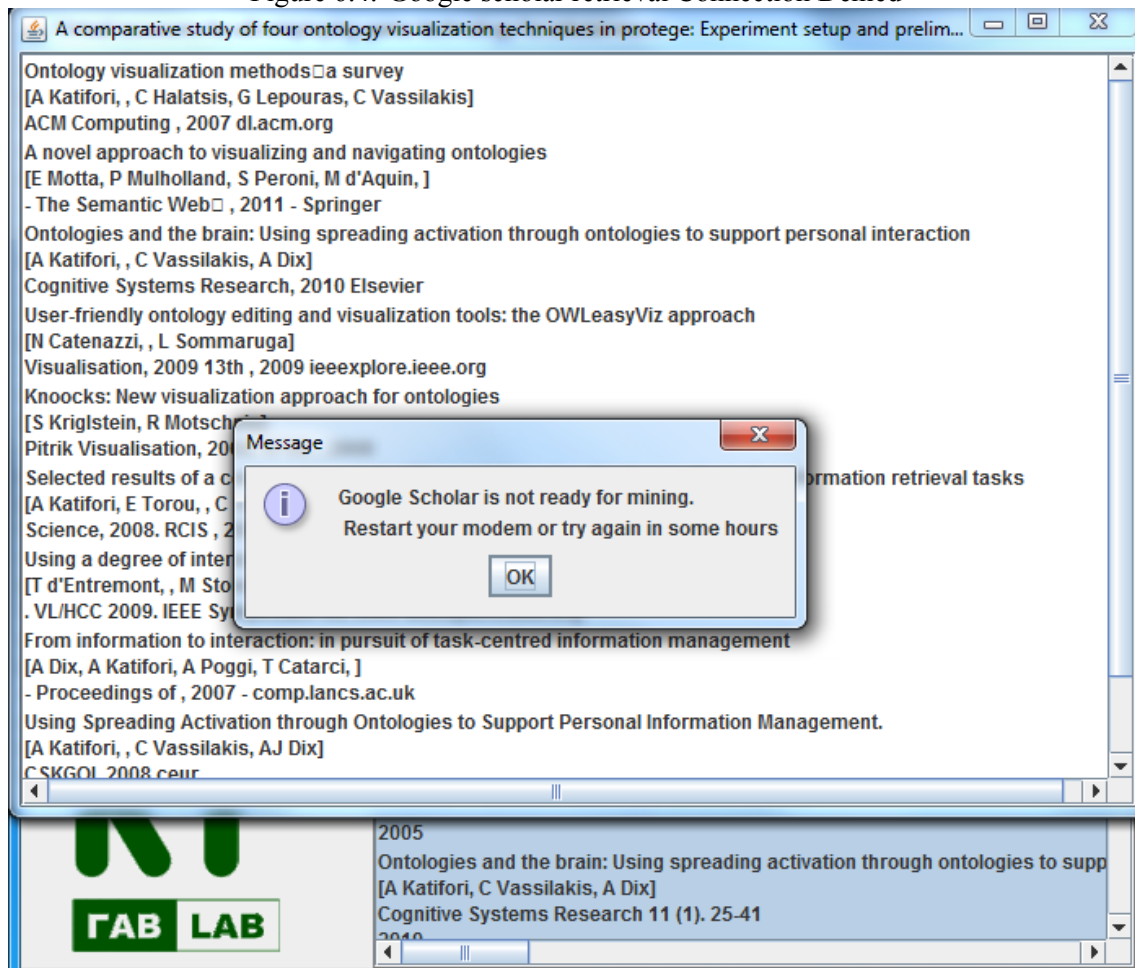 Figure 6.4: Google scholar retrieval Connection Denied
A comparative study of four ontology visualization techniques in protege: Experiment setup and prelim...
Ontology visualization methods□a survey
[A Katifori, , C Halatsis, G Lepouras, C Vassilakis]
ACM Computing , 2007 dl.acm.org
A novel approach to visualizing and navigating ontologies
[E Motta, P Mulholland, S Peroni, M d'Aquin, ]
- The Semantic Web□ , 2011 - Springer
Ontologies and the brain: Using spreading activation through ontologies to support personal interaction
[A Katifori, , C Vassilakis, A Dix]
Cognitive Systems Research, 2010 Elsevier
User-friendly ontology editing and visualization tools: the OWLeasyViz approach
[N Catenazzi, , L Sommaruga]
Visualisation, 2009 13th , 2009 ieeexplore.ieee.org
Knoocks: New visualization approach for ontologies
[S Kriglstein, R Motsch
Pitrik Visualisation, 20
Selected results of a c ormation retrieval tasks
[A Katifori, E Torou, , C
Science, 2008. RCIS , 2
Using a degree of inter
[T d'Entremont, , M Sto
. VL/HCC 2009. IEEE Sy
Message
Google Scholar is not ready for mining.
Restart your modem or try again in some hours
OK
From information to interaction: in pursuit of task-centred information management
[A Dix, A Katifori, A Poggi, T Catarci, ]
- Proceedings of , 2007 - comp.lancs.ac.uk
Using Spreading Activation through Ontologies to Support Personal Information Management.
[A Katifori, , C Vassilakis, AJ Dix]
CSKGOI, 2008 ceur
2005
Ontologies and the brain: Using spreading activation through ontologies to supp
[A Katifori, C Vassilakis, A Dix]
Cognitive Systems Research 11 (1). 25-41
2010
ΓAB LAB